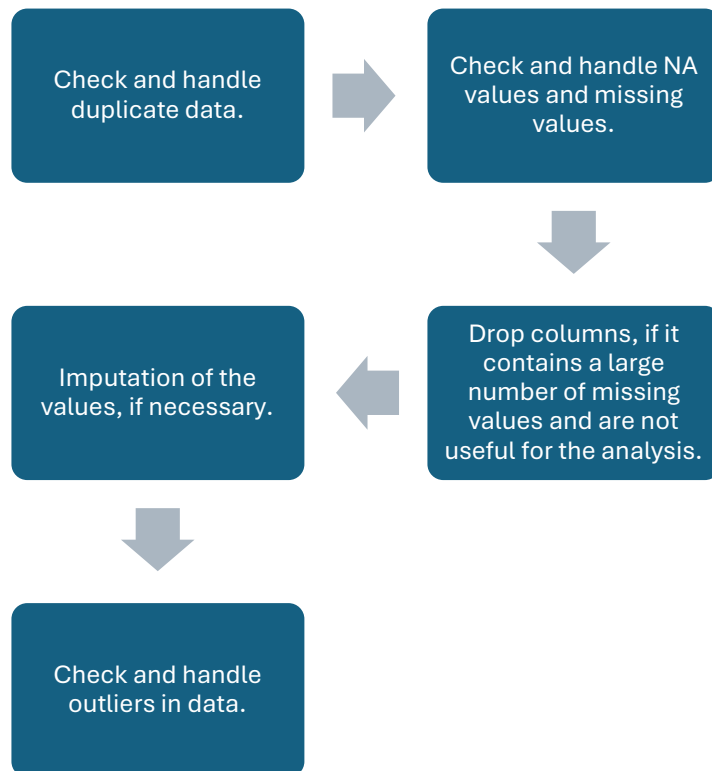 Check and handle
duplicate data.
Check and handle NA
values and missing
values.
Drop columns, if it
contains a large
number of missing
values and are not
useful for the analysis.
Imputation of the
values, if necessary.
Check and handle
outliers in data.